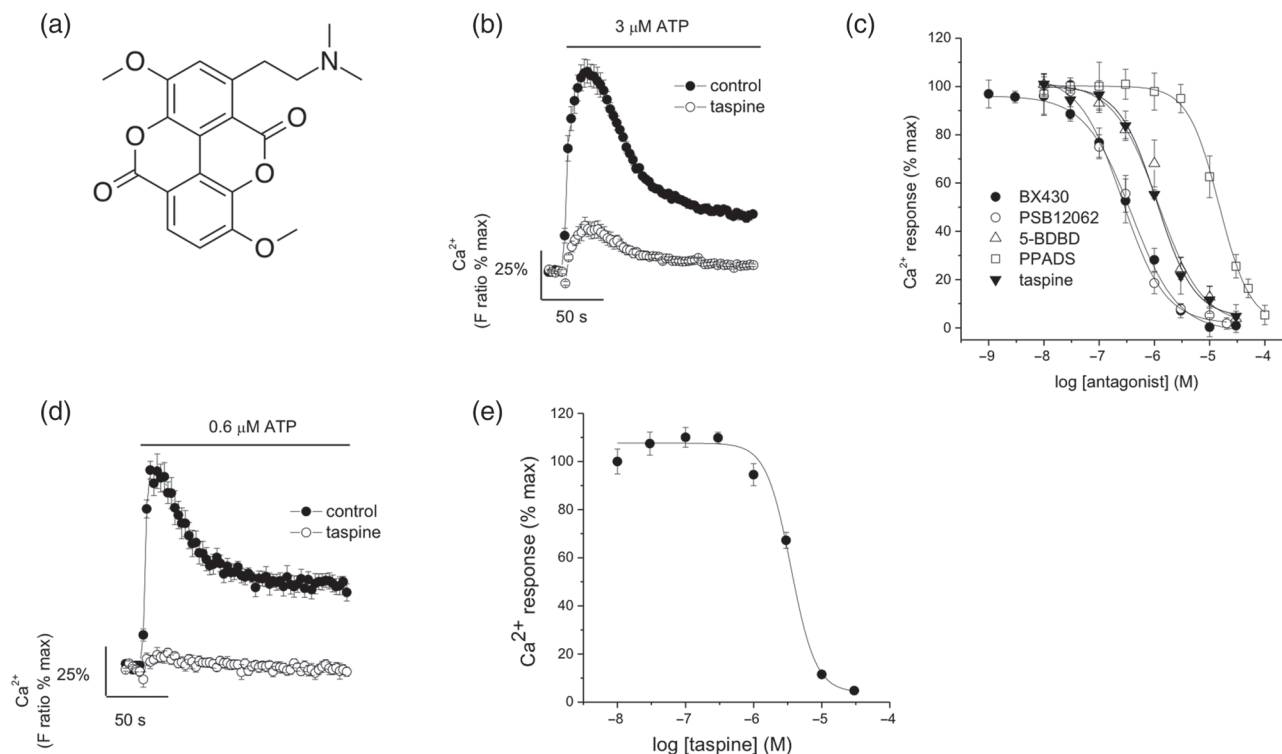 (a)
O
N
O
O
O
O
O
(b)
3 μM ATP
control
taspine
Ca2+
(F ratio % max)
25%
50 s
(c)
Ca2+ response (% max)
120
100
80
60
40
20
0
BX430
PSB12062
5-BDBD
PPADS
taspine
−9 −8 −7 −6 −5 −4
log [antagonist] (M)
(d)
0.6 μM ATP
control
taspine
Ca2+
(F ratio % max)
25%
50 s
(e)
Ca2+ response (% max)
120
110
100
80
60
40
20
0
−8 −7 −6 −5 −4
log [taspine] (M)